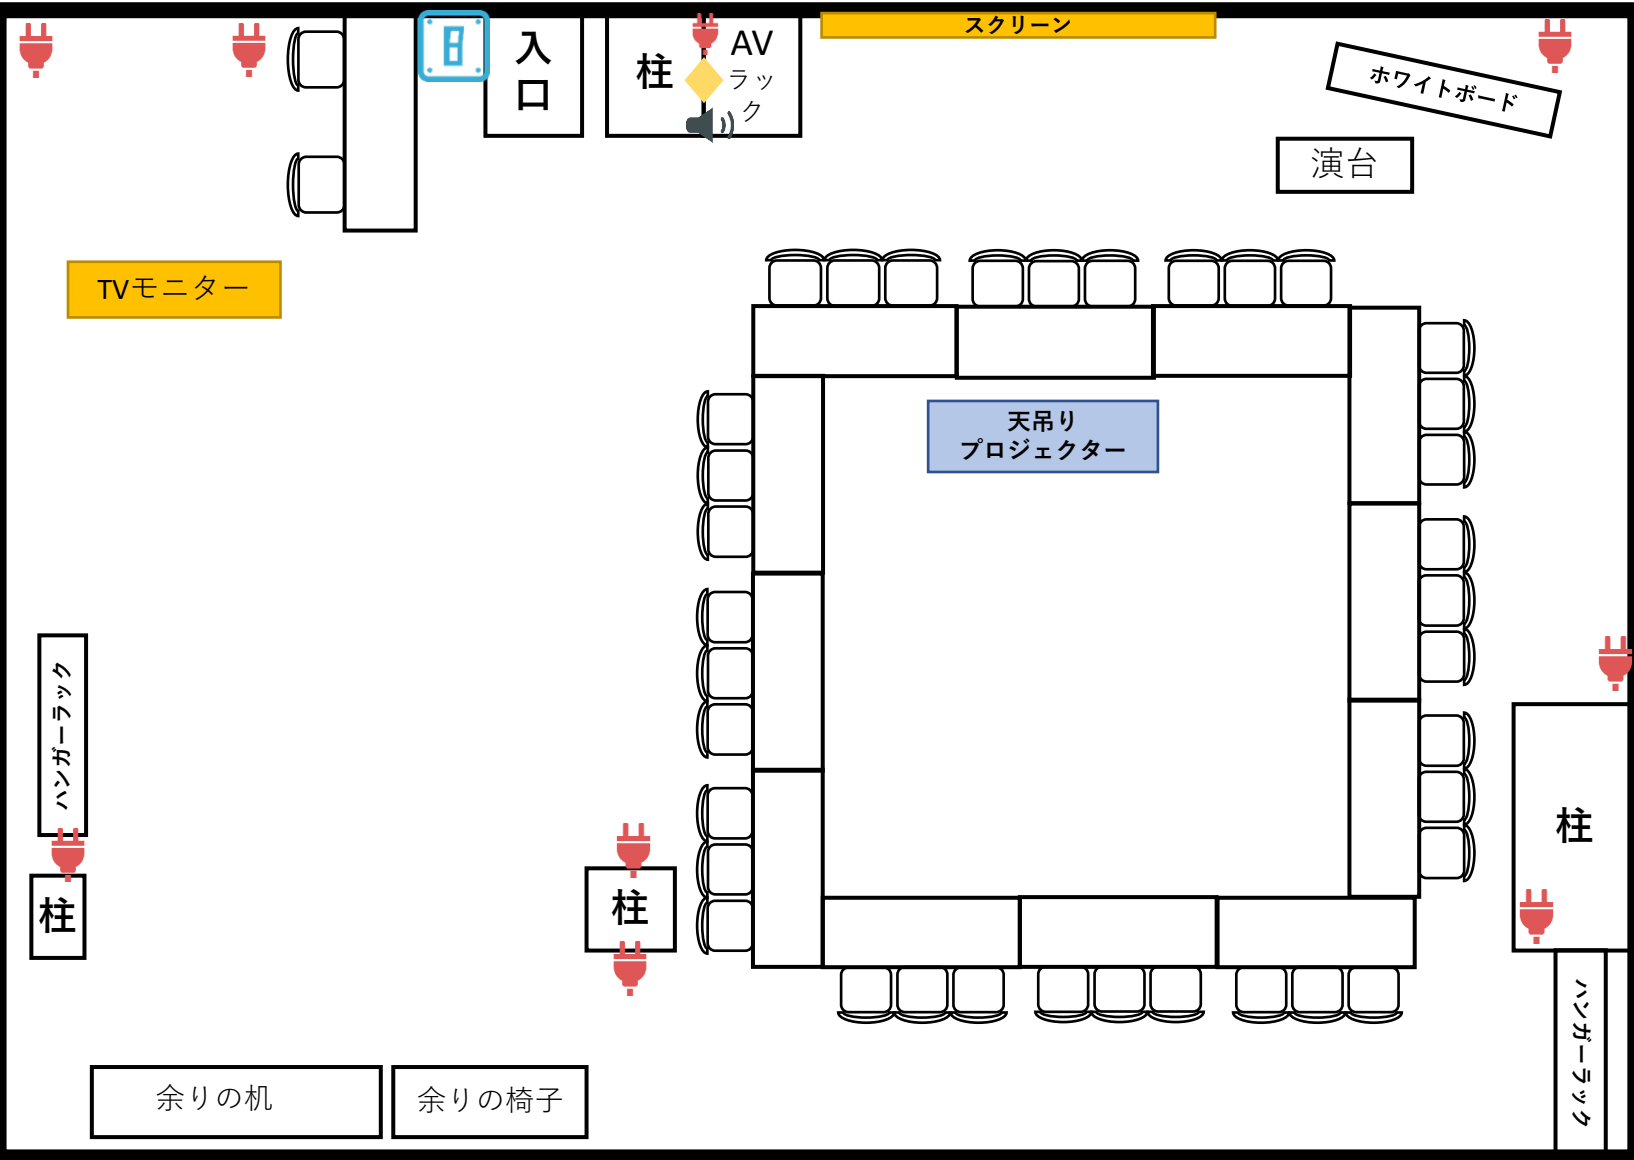 スクリーン
入
口
柱
AV
ラッ
ク
ホワイトボード
演台
TVモニター
天吊り
プロジェクター
ハンガーラック
柱
柱
柱
ハンガーラック
余りの机
余りの椅子